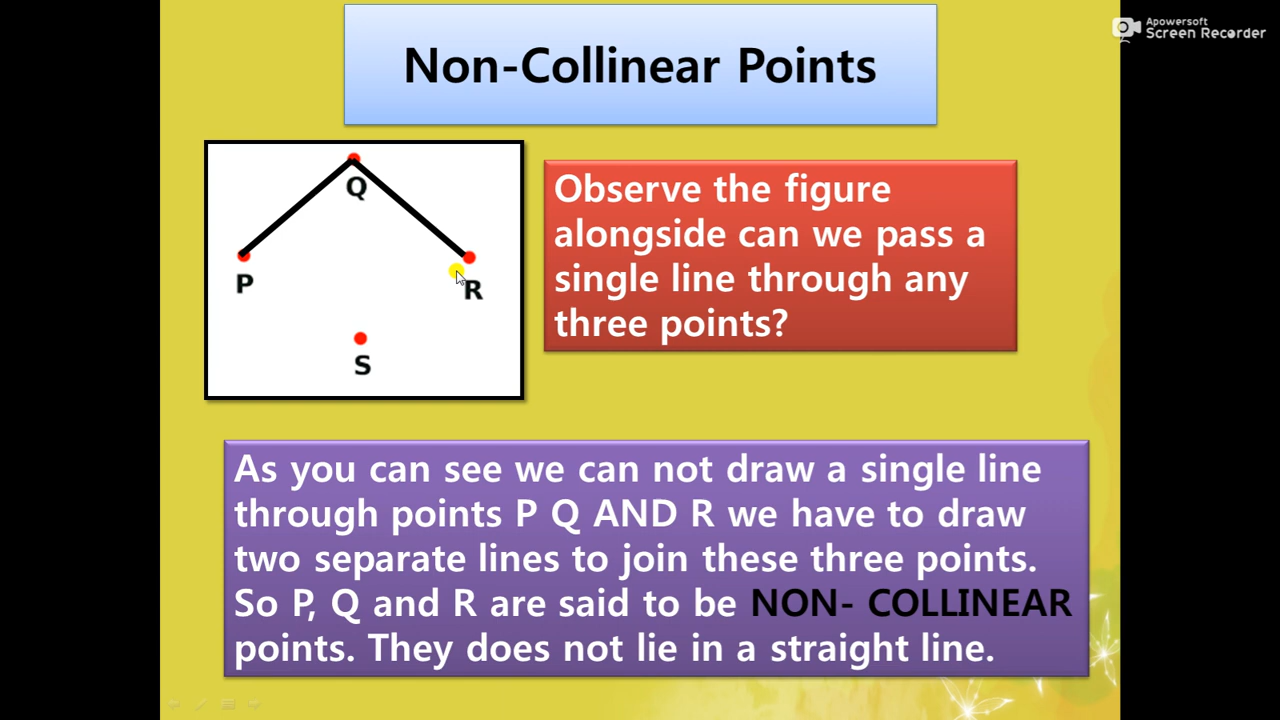 Apowersoft
Screen Recorder
Non-Collinear Points
Q
P
R
S
Observe the figure
alongside can we pass a
single line through any
three points?
As you can see we can not draw a single line
through points P Q AND R we have to draw
two separate lines to join these three points.
So P, Q and R are said to be NON- COLLINEAR
points. They does not lie in a straight line.